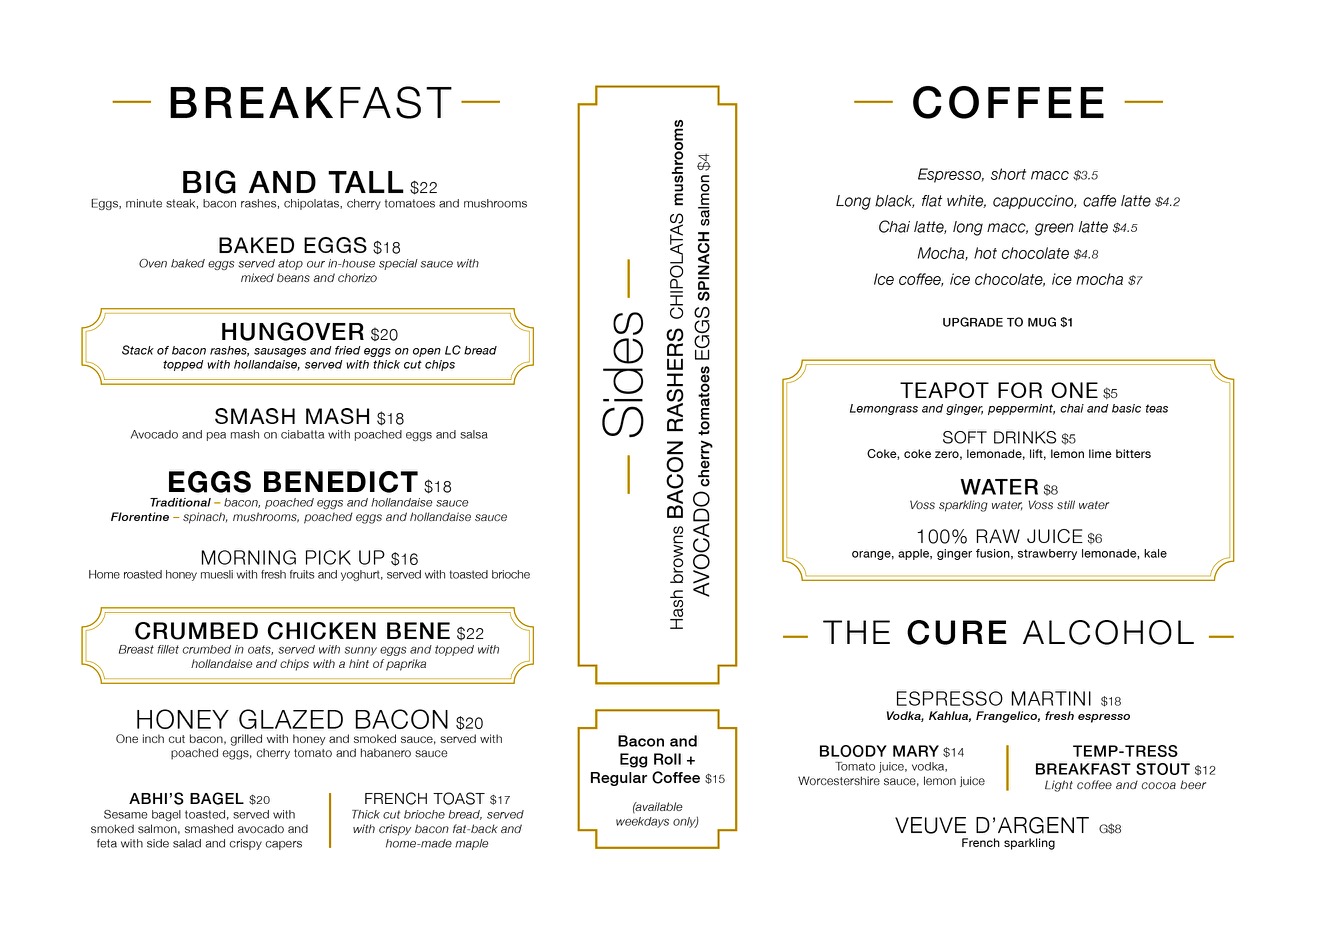 BREAKFAST
BIG AND TALL $22
Eggs, minute steak, bacon rashes, chipolatas, cherry tomatoes and mushrooms
BAKED EGGS $18
Oven baked eggs served atop our in-house special sauce with
mixed beans and chorizo
HUNGOVER $20
Stack of bacon rashes, sausages and fried eggs on open LC bread
topped with hollandaise, served with thick cut chips
SMASH MASH $18
Avocado and pea mash on ciabatta with poached eggs and salsa
EGGS BENEDICT $18
Traditional – bacon, poached eggs and hollandaise sauce
Florentine – spinach, mushrooms, poached eggs and hollandaise sauce
MORNING PICK UP $16
Home roasted honey muesli with fresh fruits and yoghurt, served with toasted brioche
CRUMBED CHICKEN BENE $22
Breast fillet crumbed in oats, served with sunny eggs and topped with
hollandaise and chips with a hint of paprika
HONEY GLAZED BACON $20
One inch cut bacon, grilled with honey and smoked sauce, served with
poached eggs, cherry tomato and habanero sauce
ABHI'S BAGEL $20
Sesame bagel toasted, served with
smoked salmon, smashed avocado and
feta with side salad and crispy capers
FRENCH TOAST $17
Thick cut brioche bread, served
with crispy bacon fat-back and
home-made maple
Sides
Hash browns BACON RASHERS CHIPOLATAS mushrooms
AVOCADO cherry tomatoes EGGS SPINACH salmon $4
Bacon and
Egg Roll +
Regular Coffee $15
(available
weekdays only)
COFFEE
Espresso, short macc $3.5
Long black, flat white, cappuccino, caffe latte $4.2
Chai latte, long macc, green latte $4.5
Mocha, hot chocolate $4.8
Ice coffee, ice chocolate, ice mocha $7
UPGRADE TO MUG $1
TEAPOT FOR ONE $5
Lemongrass and ginger, peppermint, chai and basic teas
SOFT DRINKS $5
Coke, coke zero, lemonade, lift, lemon lime bitters
WATER $8
Voss sparkling water, Voss still water
100% RAW JUICE $6
orange, apple, ginger fusion, strawberry lemonade, kale
THE CURE ALCOHOL
ESPRESSO MARTINI $18
Vodka, Kahlua, Frangelico, fresh espresso
BLOODY MARY $14
Tomato juice, vodka,
Worcestershire sauce, lemon juice
TEMP-TRESS
BREAKFAST STOUT $12
Light coffee and cocoa beer
VEUVE D'ARGENT G$8
French sparkling